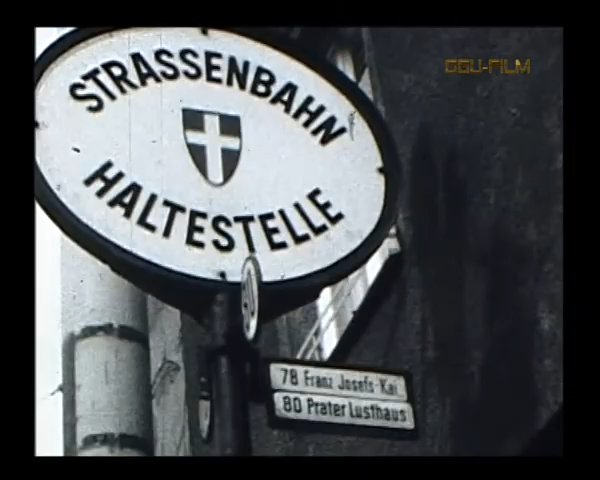 GGU-FILM
STRASSENBAHN
HALTESTELLE
78 Franz Josefs-Kai
80 Prater Lusthaus